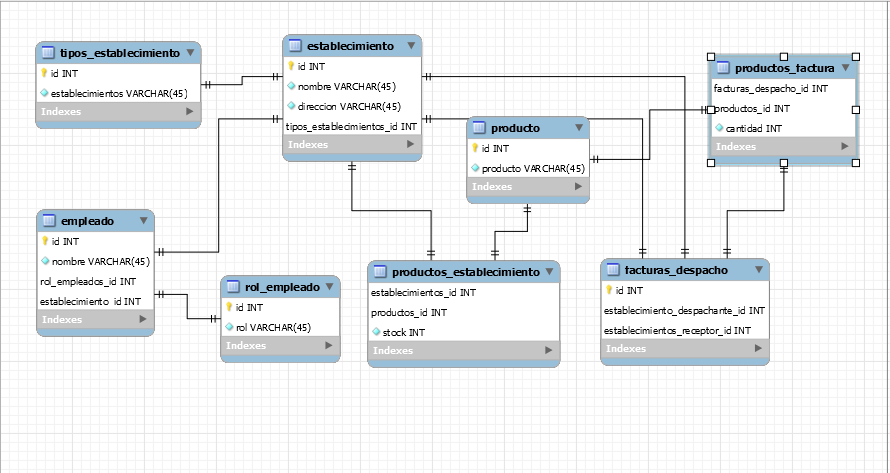 tipos_establecimiento
id INT
establecimientos VARCHAR(45)
Indexes
establecimiento
id INT
nombre VARCHAR(45)
direccion VARCHAR(45)
tipos_establecimientos_id INT
Indexes
producto
id INT
producto VARCHAR(45)
Indexes
productos_factura
facturas_despacho_id INT
productos_id INT
cantidad INT
Indexes
empleado
id INT
nombre VARCHAR(45)
rol_empleados_id INT
establecimiento_id INT
Indexes
rol_empleado
id INT
rol VARCHAR(45)
Indexes
productos_establecimiento
establecimientos_id INT
productos_id INT
stock INT
Indexes
facturas_despacho
id INT
establecimiento_despachante_id INT
establecimientos_receptor_id INT
Indexes